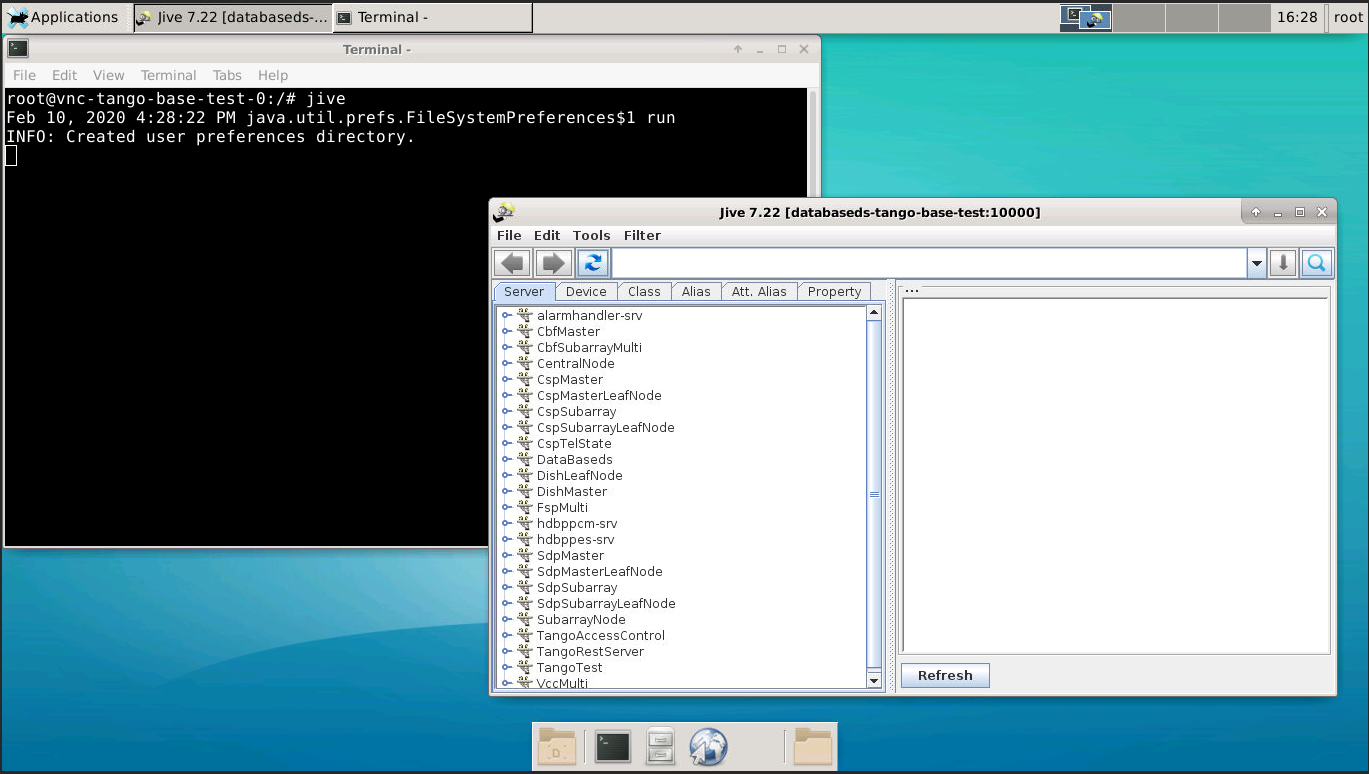 Applications Jive 7.22 [databaseds-... Terminal - 16:28 root
Terminal -
File Edit View Terminal Tabs Help
root@vnc-tango-base-test-0:/# jive
Feb 10, 2020 4:28:22 PM java.util.prefs.FileSystemPreferences$1 run
INFO: Created user preferences directory.
Jive 7.22 [databaseds-tango-base-test:10000]
File Edit Tools Filter
Server Device Class Alias Att. Alias Property
...
alarmhandler-srv
CbfMaster
CbfSubarrayMulti
CentralNode
CspMaster
CspMasterLeafNode
CspSubarray
CspSubarrayLeafNode
CspTelState
DataBaseds
DishLeafNode
DishMaster
FspMulti
hdbppcm-srv
hdbppes-srv
SdpMaster
SdpMasterLeafNode
SdpSubarray
SdpSubarrayLeafNode
SubarrayNode
TangoAccessControl
TangoRestServer
TangoTest
VccMulti
Refresh